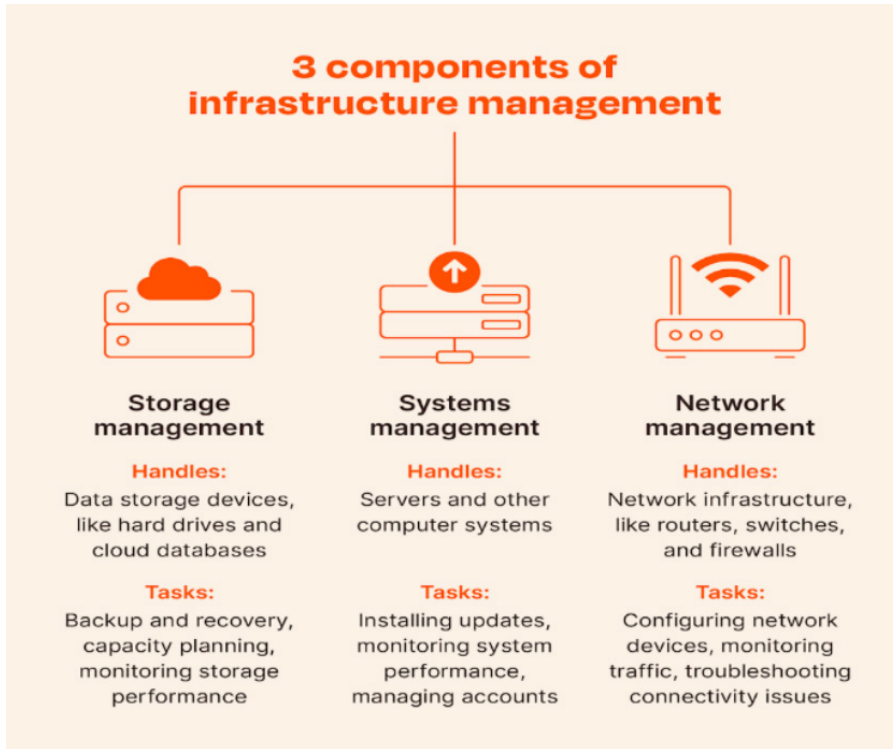 3 components of
infrastructure management
Storage
management
Handles:
Data storage devices,
like hard drives and
cloud databases
Tasks:
Backup and recovery,
capacity planning,
monitoring storage
performance
Systems
management
Handles:
Servers and other
computer systems
Tasks:
Installing updates,
monitoring system
performance,
managing accounts
Network
management
Handles:
Network infrastructure,
like routers, switches,
and firewalls
Tasks:
Configuring network
devices, monitoring
traffic, troubleshooting
connectivity issues